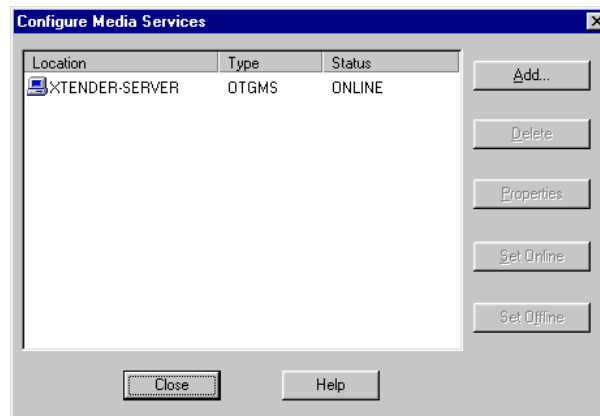 Configure Media Services
Location Type Status
XTENDER-SERVER OTGMS ONLINE
Add...
Delete
Properties
Set Online
Set Offline
Close Help